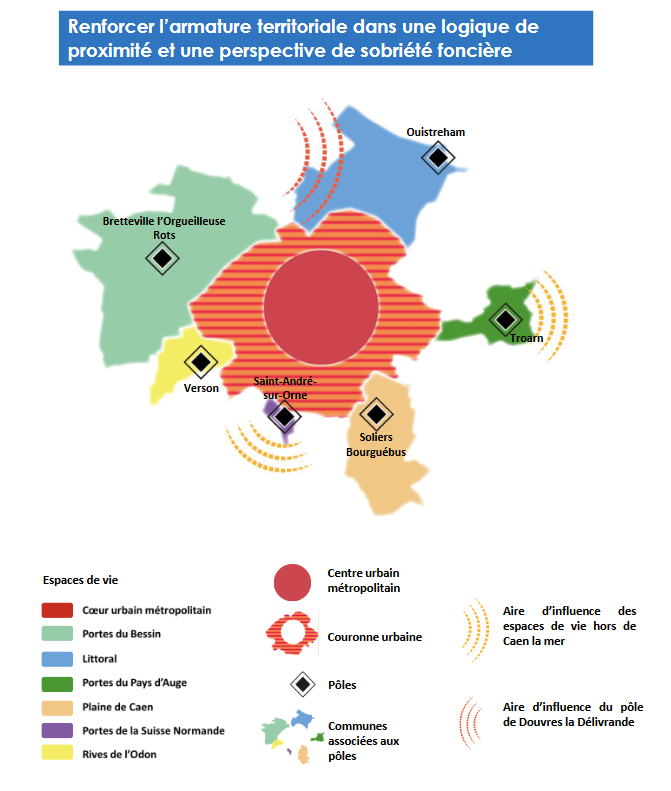 Renforcer l’armature territoriale dans une logique de
proximité et une perspective de sobriété foncière
Ouistreham
Bretteville l’Orgueilleuse
Rots
Troarn
Verson
Saint-André-
sur-Orne
Soliers
Bourguébus
Espaces de vie
Cœur urbain métropolitain
Portes du Bessin
Littoral
Portes du Pays d’Auge
Plaine de Caen
Portes de la Suisse Normande
Rives de l’Odon
Centre urbain
métropolitain
Couronne urbaine
Pôles
Communes
associées aux
pôles
Aire d’influence des
espaces de vie hors de
Caen la mer
Aire d’influence du pôle
de Douvres la Délivrande